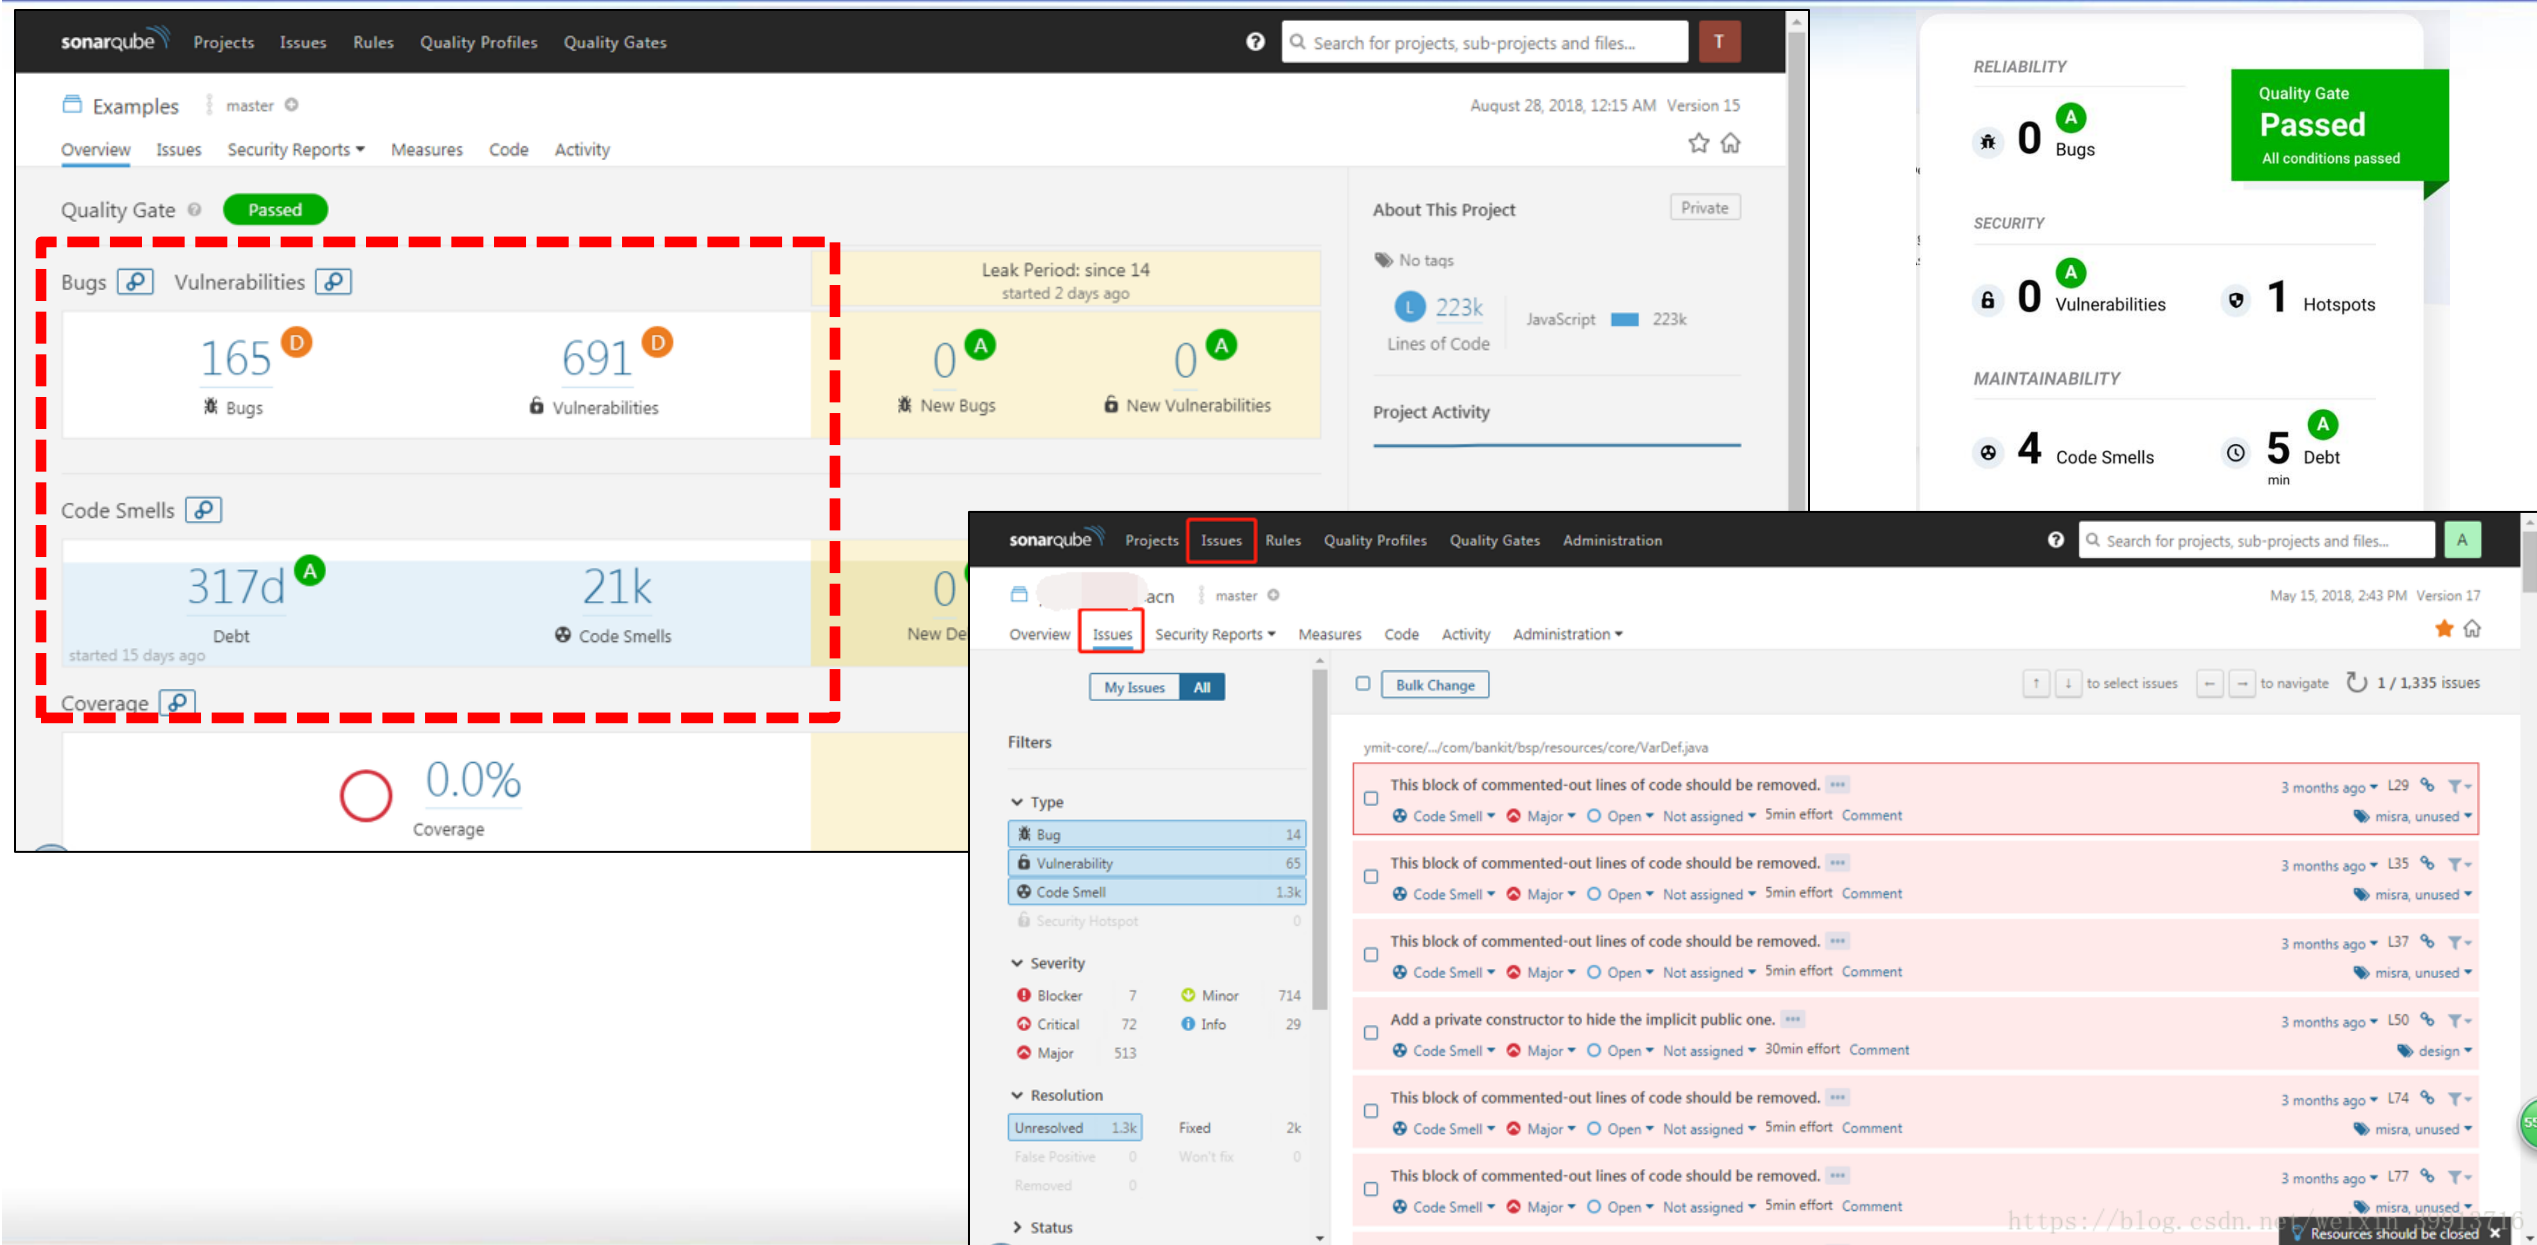 sonarqube Projects Issues Rules Quality Profiles Quality Gates Search for projects, sub-projects and files... T
Examples master August 28, 2018, 12:15 AM Version 15
Overview Issues Security Reports Measures Code Activity
Quality Gate Passed
Bugs Vulnerabilities
Leak Period: since 14
started 2 days ago
165 D 691 D 0 A 0 A
Bugs Vulnerabilities New Bugs New Vulnerabilities
Code Smells
317d A 21k 0
Debt Code Smells New De
started 15 days ago
Coverage
0.0%
Coverage
About This Project Private
No tags
L 223k JavaScript 223k
Lines of Code
Project Activity
RELIABILITY
0 A Bugs
Quality Gate
Passed
All conditions passed
SECURITY
0 A Vulnerabilities 1 Hotspots
MAINTAINABILITY
4 Code Smells 5 A Debt
min
sonarqube Projects Issues Rules Quality Profiles Quality Gates Administration Search for projects, sub-projects and files... A
acn master May 15, 2018, 2:43 PM Version 17
Overview Issues Security Reports Measures Code Activity Administration
My Issues All
Bulk Change ↑ ↓ to select issues ← → to navigate 1 / 1,335 issues
Filters
Type
Bug 14
Vulnerability 65
Code Smell 1.3k
Security Hotspot 0
Severity
Blocker 7 Minor 714
Critical 72 Info 29
Major 513
Resolution
Unresolved 1.3k Fixed 2k
False Positive 0 Won't fix 0
Removed 0
Status
ymit-core/.../com/bankit/bsp/resources/core/VarDef.java
This block of commented-out lines of code should be removed. ... 3 months ago L29
Code Smell Major Open Not assigned 5min effort Comment misra, unused
This block of commented-out lines of code should be removed. ... 3 months ago L35
Code Smell Major Open Not assigned 5min effort Comment misra, unused
This block of commented-out lines of code should be removed. ... 3 months ago L37
Code Smell Major Open Not assigned 5min effort Comment misra, unused
Add a private constructor to hide the implicit public one. ... 3 months ago L50
Code Smell Major Open Not assigned 30min effort Comment design
This block of commented-out lines of code should be removed. ... 3 months ago L74
Code Smell Major Open Not assigned 5min effort Comment misra, unused
This block of commented-out lines of code should be removed. ... 3 months ago L77
Code Smell Major Open Not assigned 5min effort Comment misra, unused
https://blog.csdn.net/weixin_39913716
Resources should be closed